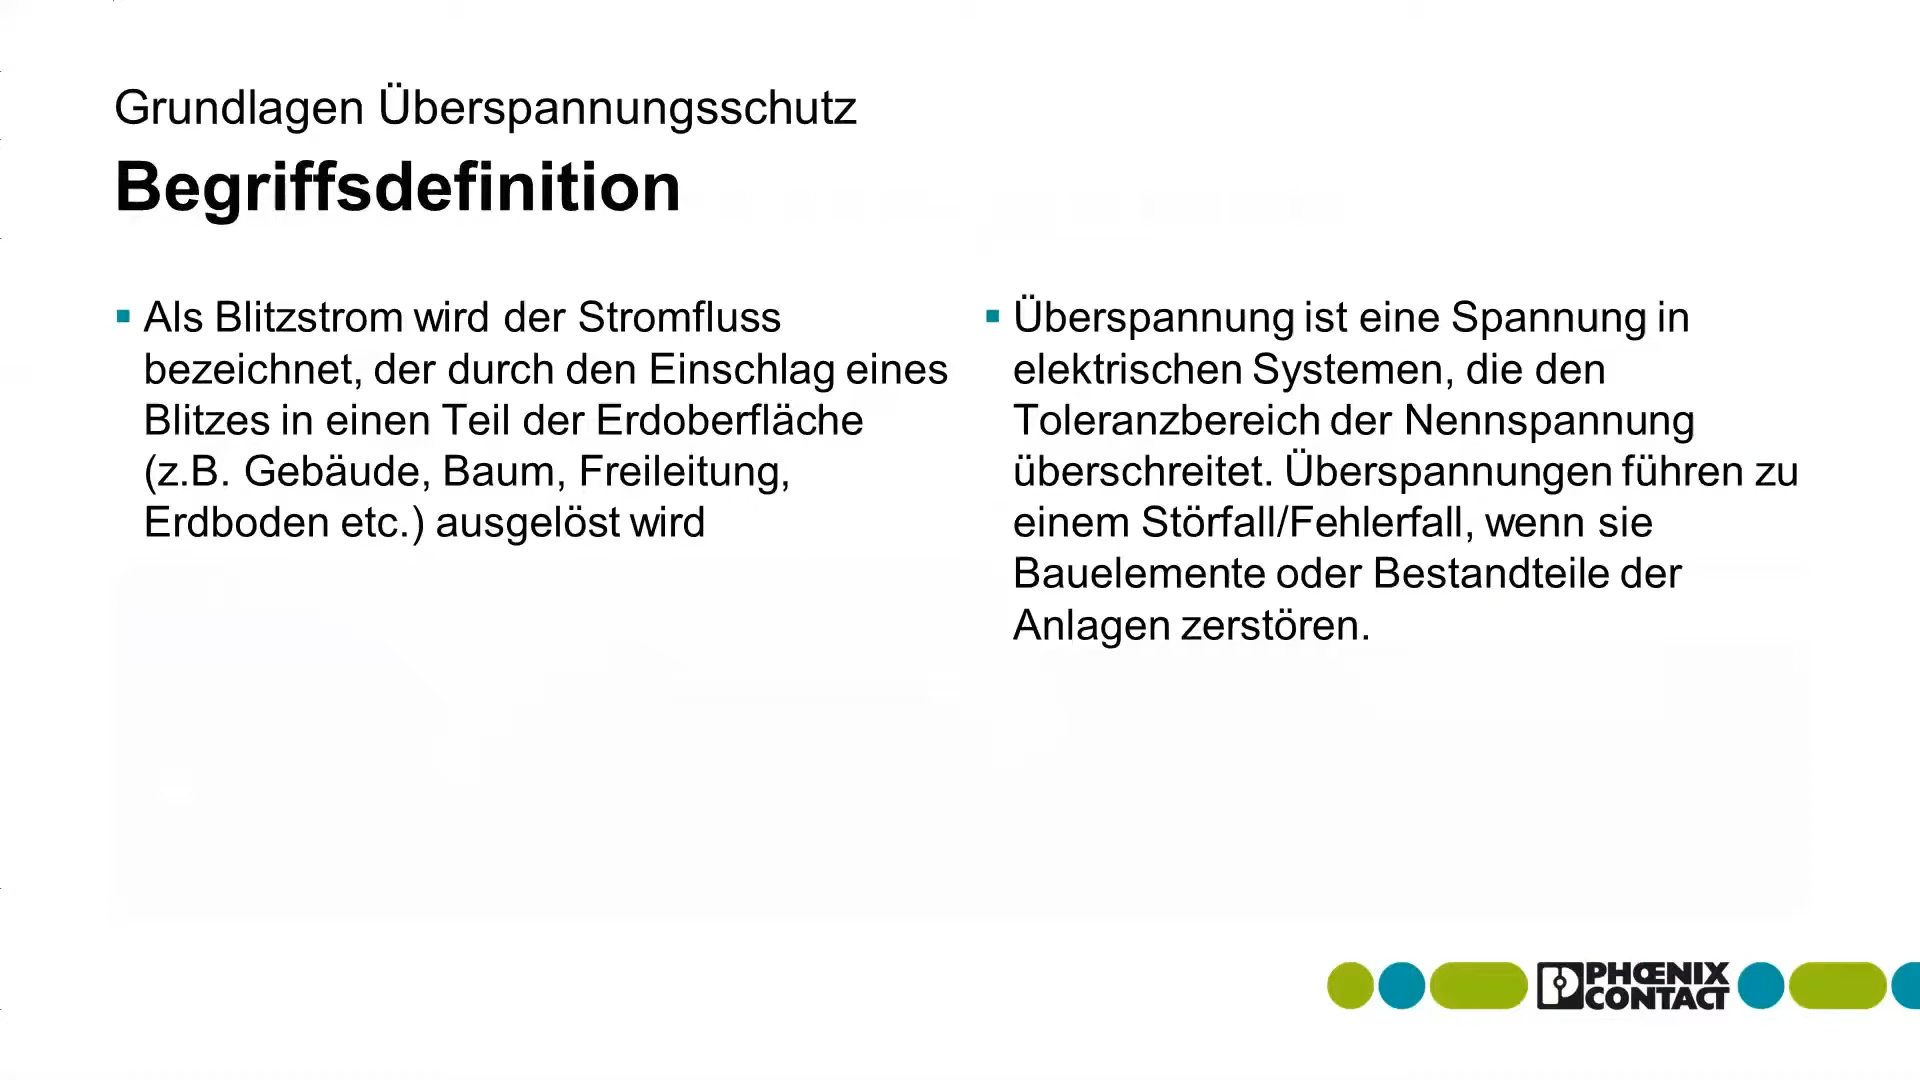 Grundlagen Überspannungsschutz
Begriffsdefinition
Als Blitzstrom wird der Stromfluss
bezeichnet, der durch den Einschlag eines
Blitzes in einen Teil der Erdoberfläche
(z.B. Gebäude, Baum, Freileitung,
Erdboden etc.) ausgelöst wird
Überspannung ist eine Spannung in
elektrischen Systemen, die den
Toleranzbereich der Nennspannung
überschreitet. Überspannungen führen zu
einem Störfall/Fehlerfall, wenn sie
Bauelemente oder Bestandteile der
Anlagen zerstören.
PHŒNIX
CONTACT